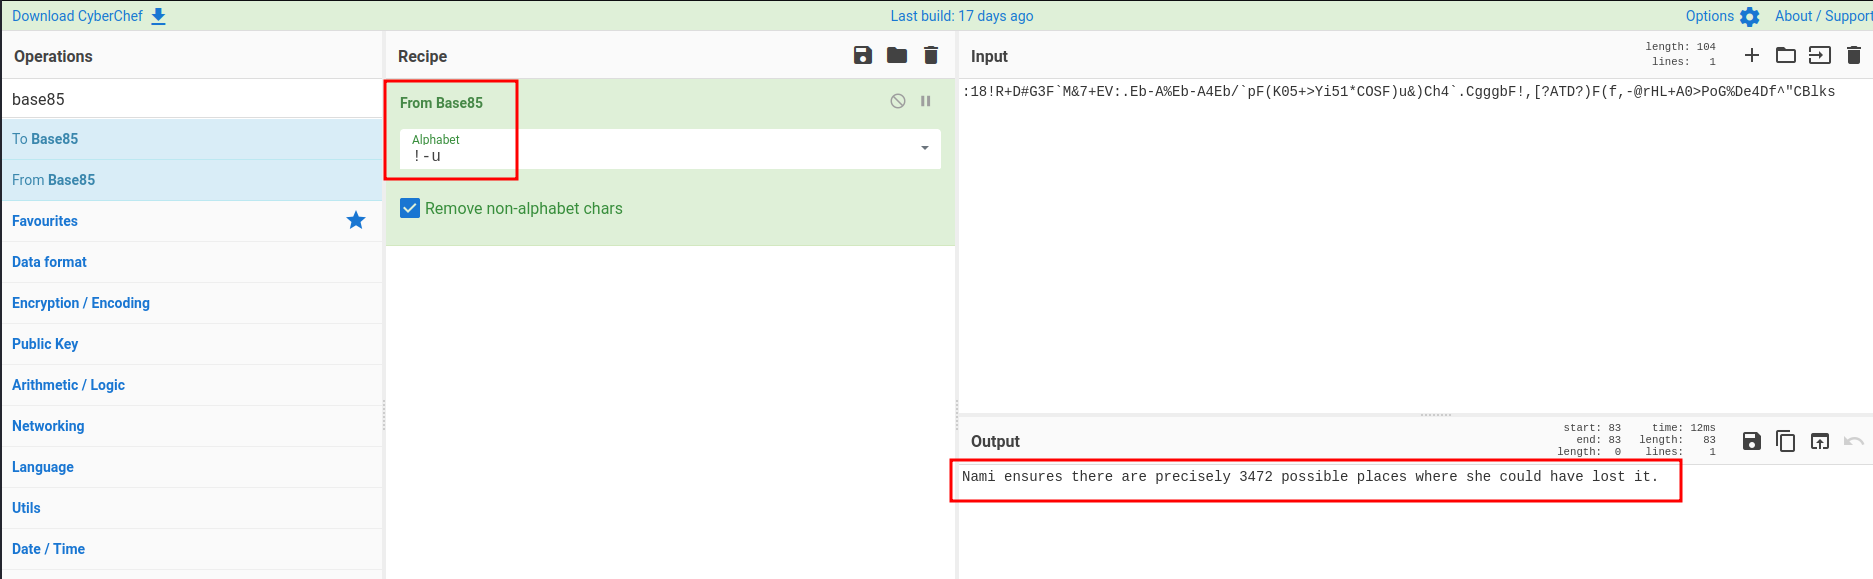 Download CyberChef
Last build: 17 days ago
Options
About / Support
Operations
base85
To Base85
From Base85
Favourites
Data format
Encryption / Encoding
Public Key
Arithmetic / Logic
Networking
Language
Utils
Date / Time
Recipe
From Base85
Alphabet
!-u
Remove non-alphabet chars
Input
length: 104
lines: 1
:18!R+D#G3F`M&7+EV:.Eb-A%Eb-A4Eb/`pF(K05+>Yi51*COSF)u&)Ch4`.CgggbF!,[?ATD?)F(f,-@rHL+A0>PoG%De4Df^"CBlks
Output
start: 83 time: 12ms
end: 83 length: 83
length: 0 lines: 1
Nami ensures there are precisely 3472 possible places where she could have lost it.